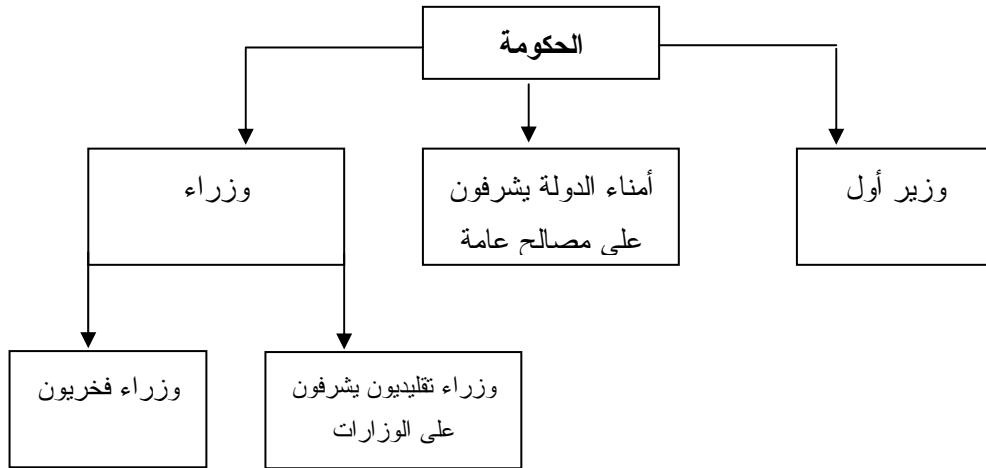 الحكومة
وزير أول
أمناء الدولة يشرفون
على مصالح عامة
وزراء
وزراء تقليديون يشرفون
على الوزارات
وزراء فخريون